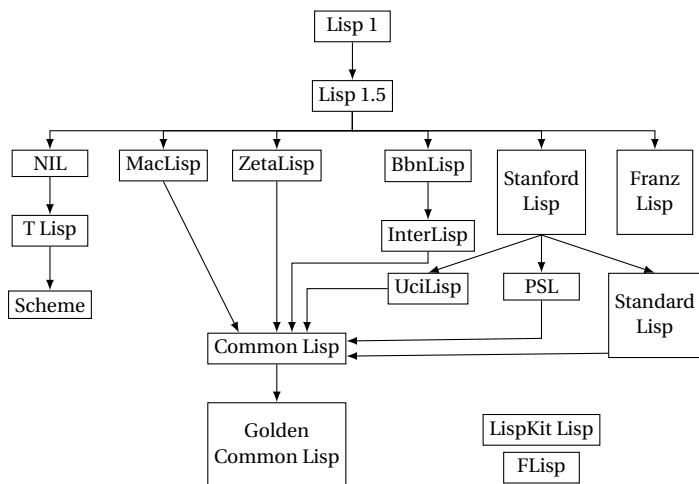 Lisp 1
Lisp 1.5
NIL
MacLisp
ZetaLisp
BbnLisp
Stanford
Lisp
Franz
Lisp
T Lisp
InterLisp
Scheme
UciLisp
PSL
Standard
Lisp
Common Lisp
Golden
Common Lisp
LispKit Lisp
FLisp